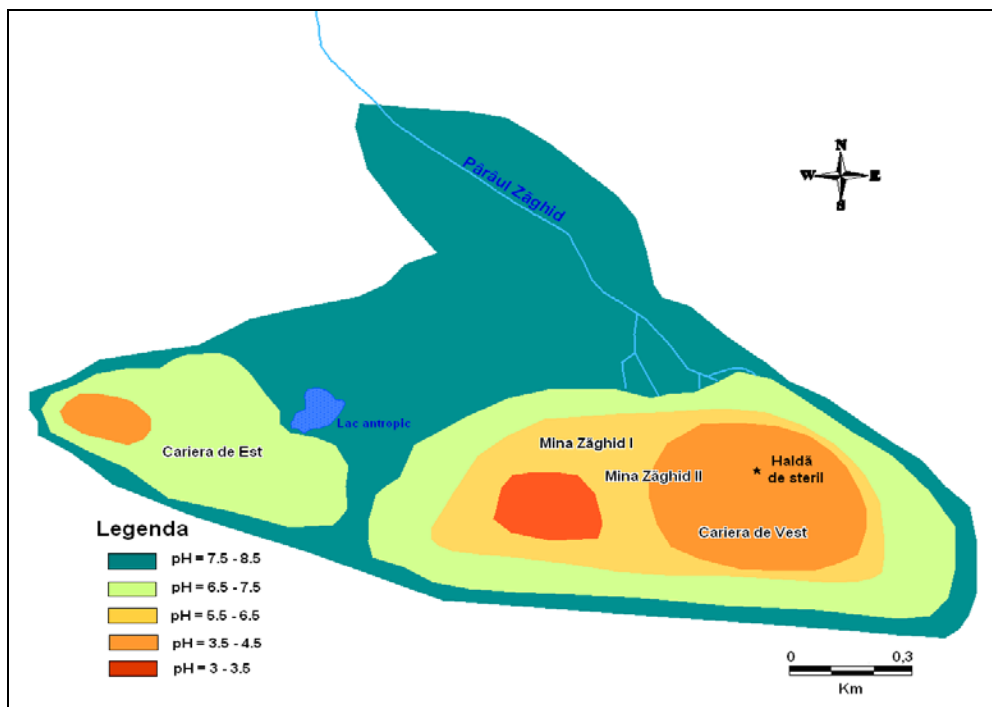 Pârâul Zăghid
N
W
E
S
Lac antropic
Cariera de Est
Mina Zăghid I
Mina Zăghid II
Haldă
de steril
Cariera de Vest
Legenda
pH = 7.5 - 8.5
pH = 6.5 - 7.5
pH = 5.5 - 6.5
pH = 3.5 - 4.5
pH = 3 - 3.5
0 0,3
Km